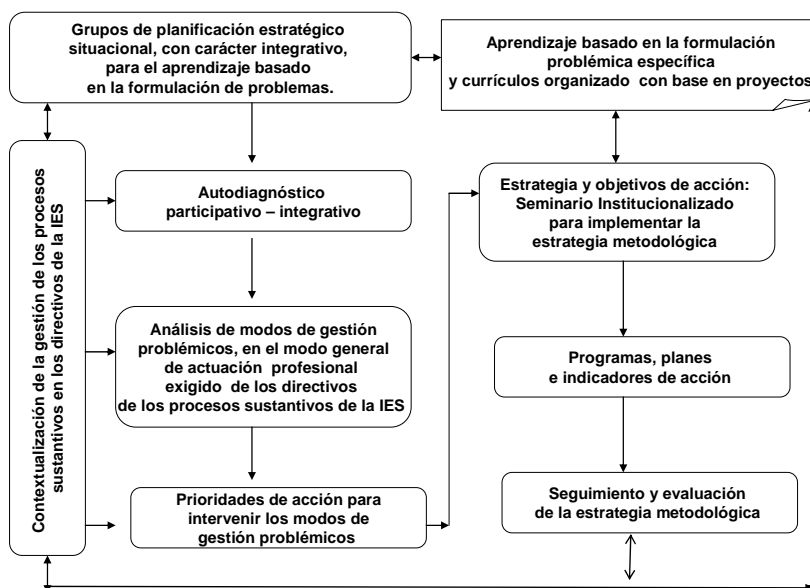 Grupos de planificación estratégico
situacional, con carácter integrativo,
para el aprendizaje basado
en la formulación de problemas.
Aprendizaje basado en la formulación
problémica específica
y currículos organizado con base en proyectos
Contextualización de la gestión de los procesos
sustantivos en los directivos de la IES
Autodiagnóstico
participativo – integrativo
Análisis de modos de gestión
problémicos, en el modo general
de actuación profesional
exigido de los directivos
de los procesos sustantivos de la IES
Prioridades de acción para
intervenir los modos de
gestión problémicos
Estrategia y objetivos de acción:
Seminario Institucionalizado
para implementar la
estrategia metodológica
Programas, planes
e indicadores de acción
Seguimiento y evaluación
de la estrategia metodológica